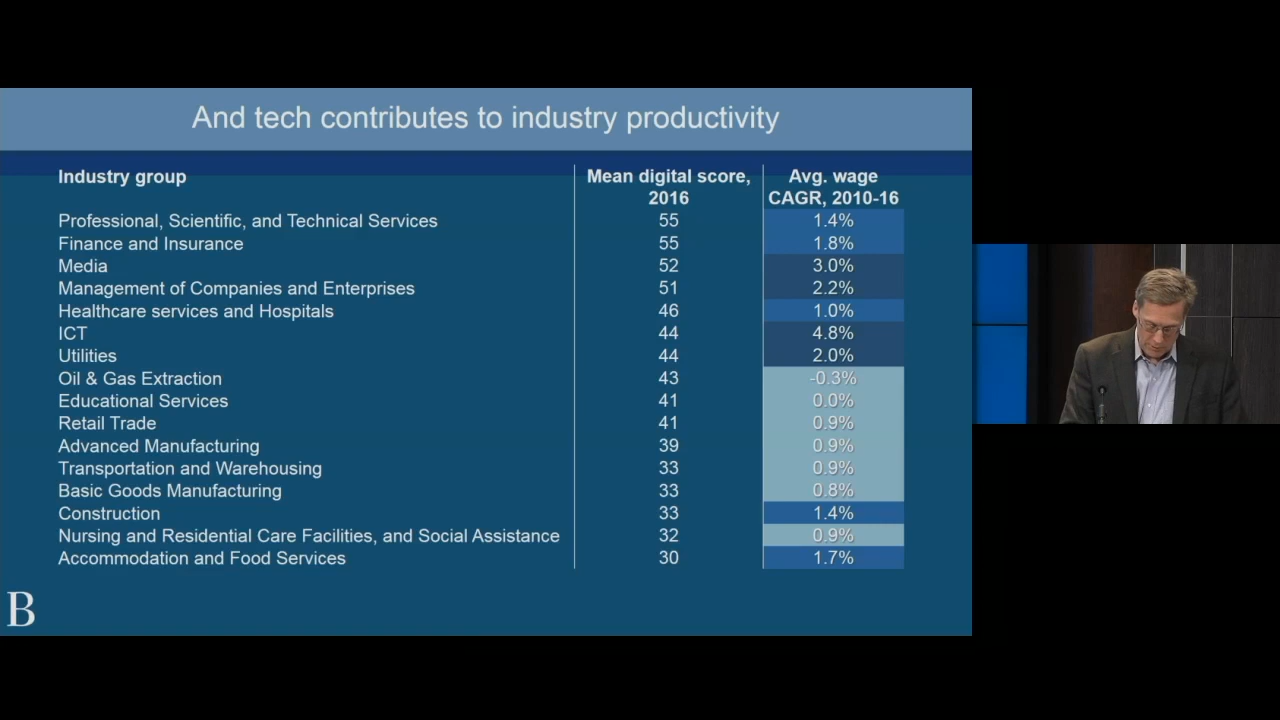 And tech contributes to industry productivity
Industry group Mean digital score, 2016 Avg. wage CAGR, 2010-16
Professional, Scientific, and Technical Services 55 1.4%
Finance and Insurance 55 1.8%
Media 52 3.0%
Management of Companies and Enterprises 51 2.2%
Healthcare services and Hospitals 46 1.0%
ICT 44 4.8%
Utilities 44 2.0%
Oil & Gas Extraction 43 -0.3%
Educational Services 41 0.0%
Retail Trade 41 0.9%
Advanced Manufacturing 39 0.9%
Transportation and Warehousing 33 0.9%
Basic Goods Manufacturing 33 0.8%
Construction 33 1.4%
Nursing and Residential Care Facilities, and Social Assistance 32 0.9%
Accommodation and Food Services 30 1.7%
B